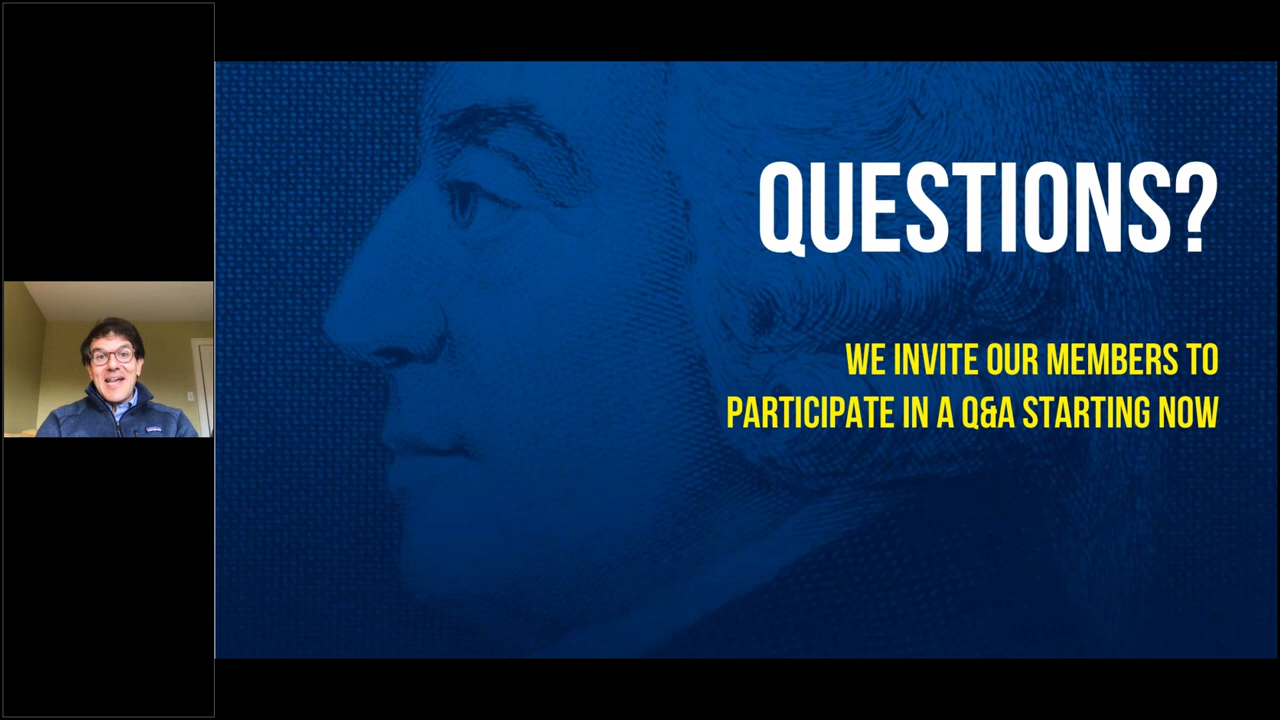 QUESTIONS?
WE INVITE OUR MEMBERS TO
PARTICIPATE IN A Q&A STARTING NOW